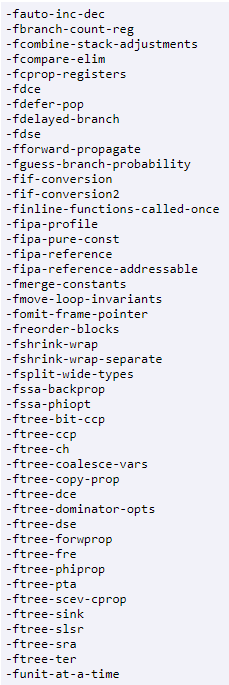 -fauto-inc-dec
-fbranch-count-reg
-fcombine-stack-adjustments
-fcompare-elim
-fcprop-registers
-fdce
-fdefer-pop
-fdelayed-branch
-fdse
-fforward-propagate
-fguess-branch-probability
-fif-conversion
-fif-conversion2
-finline-functions-called-once
-fipa-profile
-fipa-pure-const
-fipa-reference
-fipa-reference-addressable
-fmerge-constants
-fmove-loop-invariants
-fomit-frame-pointer
-freorder-blocks
-fshrink-wrap
-fshrink-wrap-separate
-fsplit-wide-types
-fssa-backprop
-fssa-phiopt
-ftree-bit-ccp
-ftree-ccp
-ftree-ch
-ftree-coalesce-vars
-ftree-copy-prop
-ftree-dce
-ftree-dominator-opts
-ftree-dse
-ftree-forwprop
-ftree-fre
-ftree-phiprop
-ftree-pta
-ftree-scev-cprop
-ftree-sink
-ftree-slsr
-ftree-sra
-ftree-ter
-funit-at-a-time